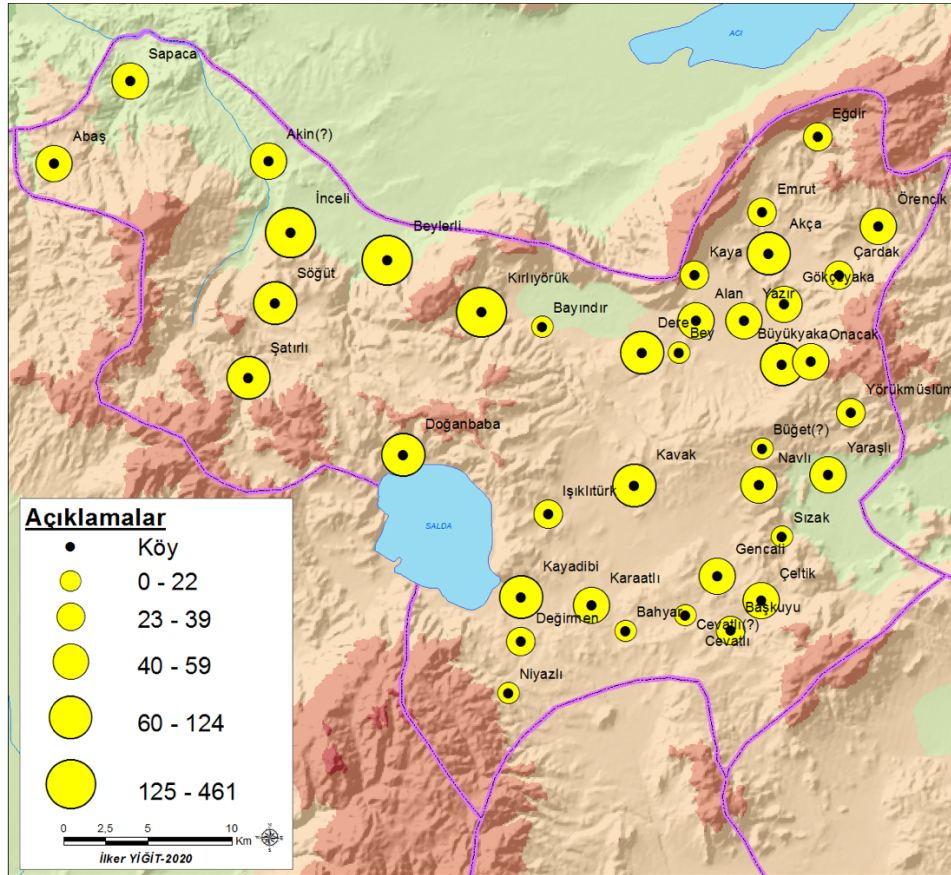 ACI
Sapaca
Eğdir
Akin(?)
Abaş
Emrut
İnceli
Örencik
Akça
Beylerli
Kaya
Çardak
Söğüt
Kırlıyörük
Gökçeyaka
Alan
Yazır
Bayındır
Dere
Bey
Büyükyaka
Onacak
Şatırlı
Yörükmüslüm
Doğanbaba
Büğet(?)
Yaraşlı
Navlı
Kavak
Işıklıtürk
SALDA
Sızak
Gencali
Kayadibi
Karaatlı
Çeltik
Değirmen
Bahyar
Başkuyu
Cevatlı(?)
Cevatlı
Niyazlı
Açıklamalar
Köy
0 - 22
23 - 39
40 - 59
60 - 124
125 - 461
0 2,5 5 10
Km
İlker YİĞİT-2020